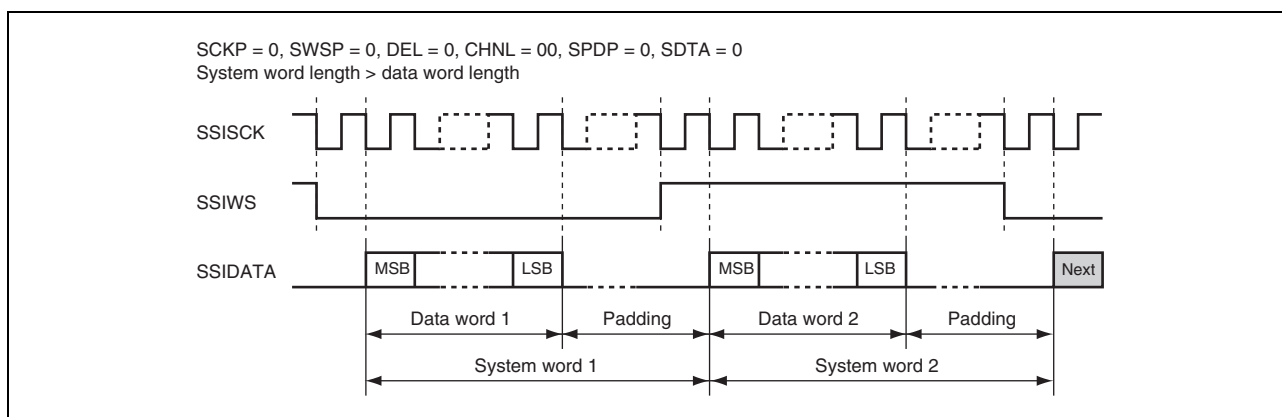 SCKP = 0, SWSP = 0, DEL = 0, CHNL = 00, SPDP = 0, SDTA = 0
System word length > data word length
SSISCK
SSIWS
SSIDATA
MSB
LSB
MSB
LSB
Next
Data word 1
Padding
Data word 2
Padding
System word 1
System word 2